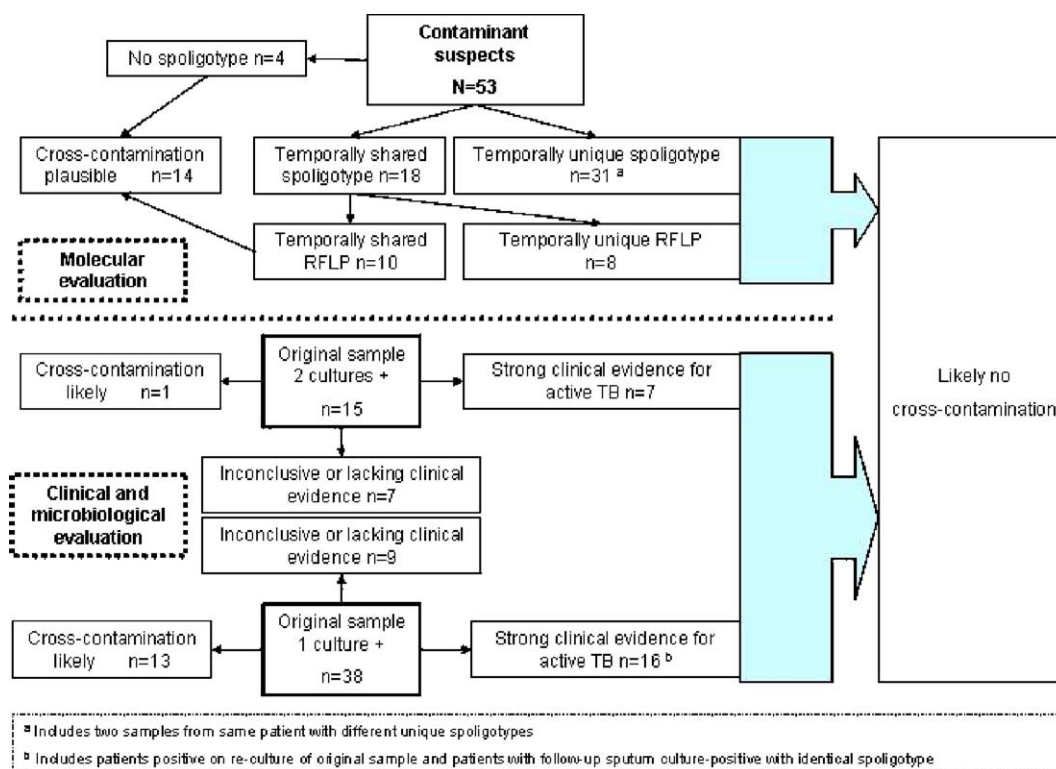 Contaminant
suspects
N=53
No spoligotype n=4
Cross-contamination
plausible n=14
Temporally shared
spoligotype n=18
Temporally unique spoligotype
n=31 a
Temporally shared
RFLP n=10
Temporally unique RFLP
n=8
Molecular
evaluation
Likely no
cross-contamination
Cross-contamination
likely n=1
Original sample
2 cultures +
n=15
Strong clinical evidence for
active TB n=7
Inconclusive or lacking clinical
evidence n=7
Clinical and
microbiological
evaluation
Inconclusive or lacking clinical
evidence n=9
Cross-contamination
likely n=13
Original sample
1 culture +
n=38
Strong clinical evidence for
active TB n=16 b
a Includes two samples from same patient with different unique spoligotypes
b Includes patients positive on re-culture of original sample and patients with follow-up sputum culture-positive with identical spoligotype